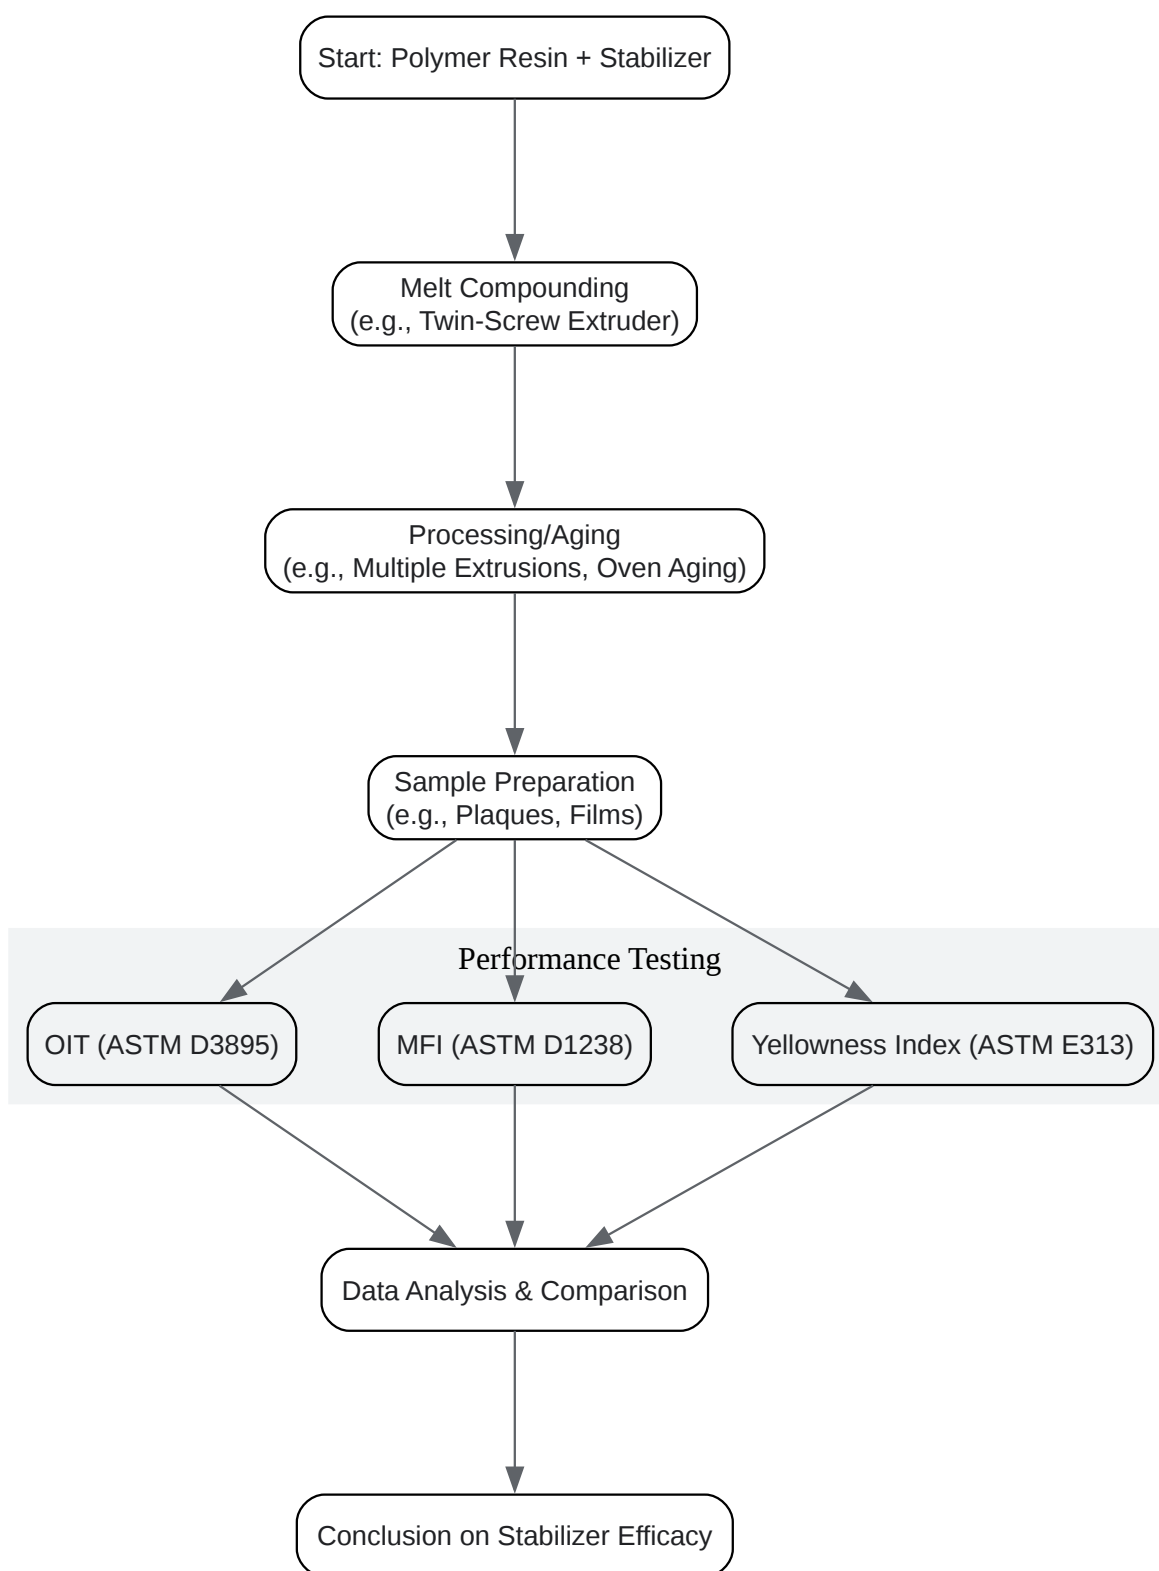 Start: Polymer Resin + Stabilizer
Melt Compounding
(e.g., Twin-Screw Extruder)
Processing/Aging
(e.g., Multiple Extrusions, Oven Aging)
Sample Preparation
(e.g., Plaques, Films)
Performance Testing
OIT (ASTM D3895)
MFI (ASTM D1238)
Yellowness Index (ASTM E313)
Data Analysis & Comparison
Conclusion on Stabilizer Efficacy